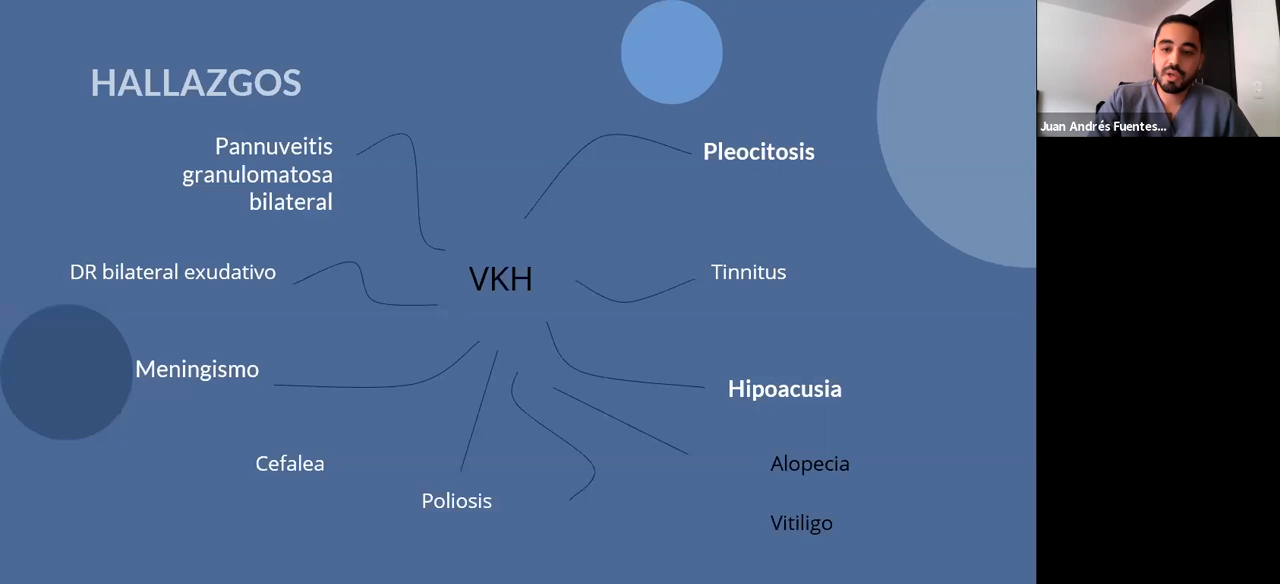 HALLAZGOS
Pannuveitis
granulomatosa
bilateral
Pleocitosis
DR bilateral exudativo
VKH
Tinnitus
Meningismo
Hipoacusia
Cefalea
Alopecia
Poliosis
Vitiligo
Juan Andrés Fuentes...